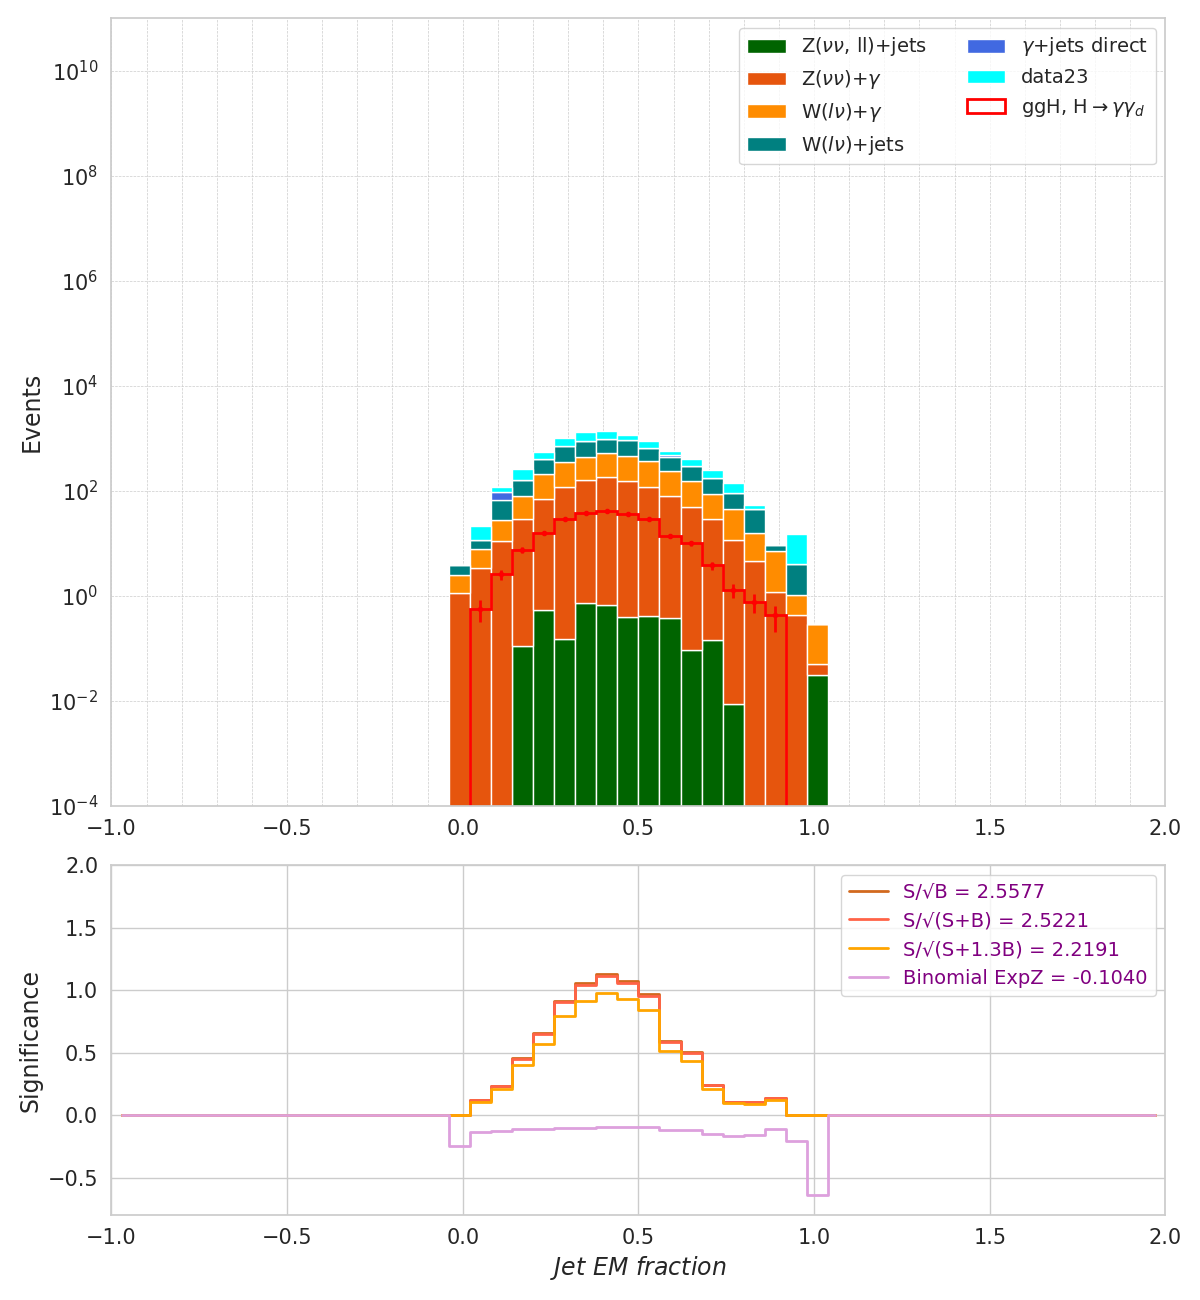 Z(νν, ll)+jets
Z(νν)+γ
W(lν)+γ
W(lν)+jets
γ+jets direct
data23
ggH, H→γγ_d
Events
10^10
10^8
10^6
10^4
10^2
10^0
10^−2
10^−4
−1.0 −0.5 0.0 0.5 1.0 1.5 2.0
S/√B = 2.5577
S/√(S+B) = 2.5221
S/√(S+1.3B) = 2.2191
Binomial ExpZ = -0.1040
Significance
2.0
1.5
1.0
0.5
0.0
−0.5
−1.0 −0.5 0.0 0.5 1.0 1.5 2.0
Jet EM fraction